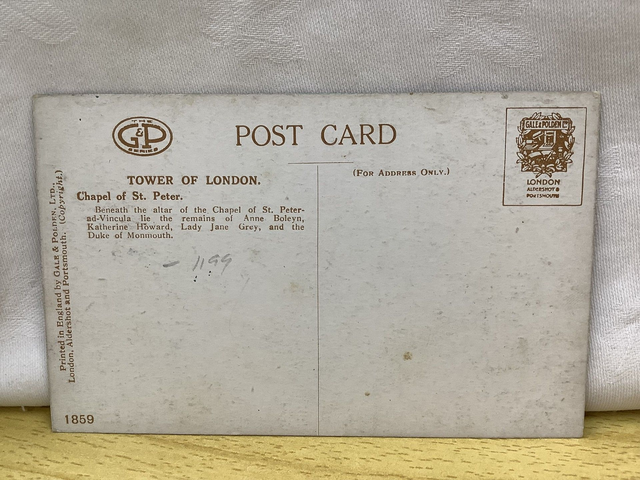 THE
G&P
SERIES
POST CARD
TOWER OF LONDON.
Chapel of St. Peter.
Beneath the altar of the Chapel of St. Peter-
ad-Vincula lie the remains of Anne Boleyn,
Katherine Howard, Lady Jane Grey, and the
Duke of Monmouth.
1199
(FOR ADDRESS ONLY.)
GALE & POLDEN LTD
LONDON
ALDERSHOT &
PORTSMOUTH
Printed in England by GALE & POLDEN, LTD.,
London, Aldershot and Portsmouth. (Copyright.)
1859